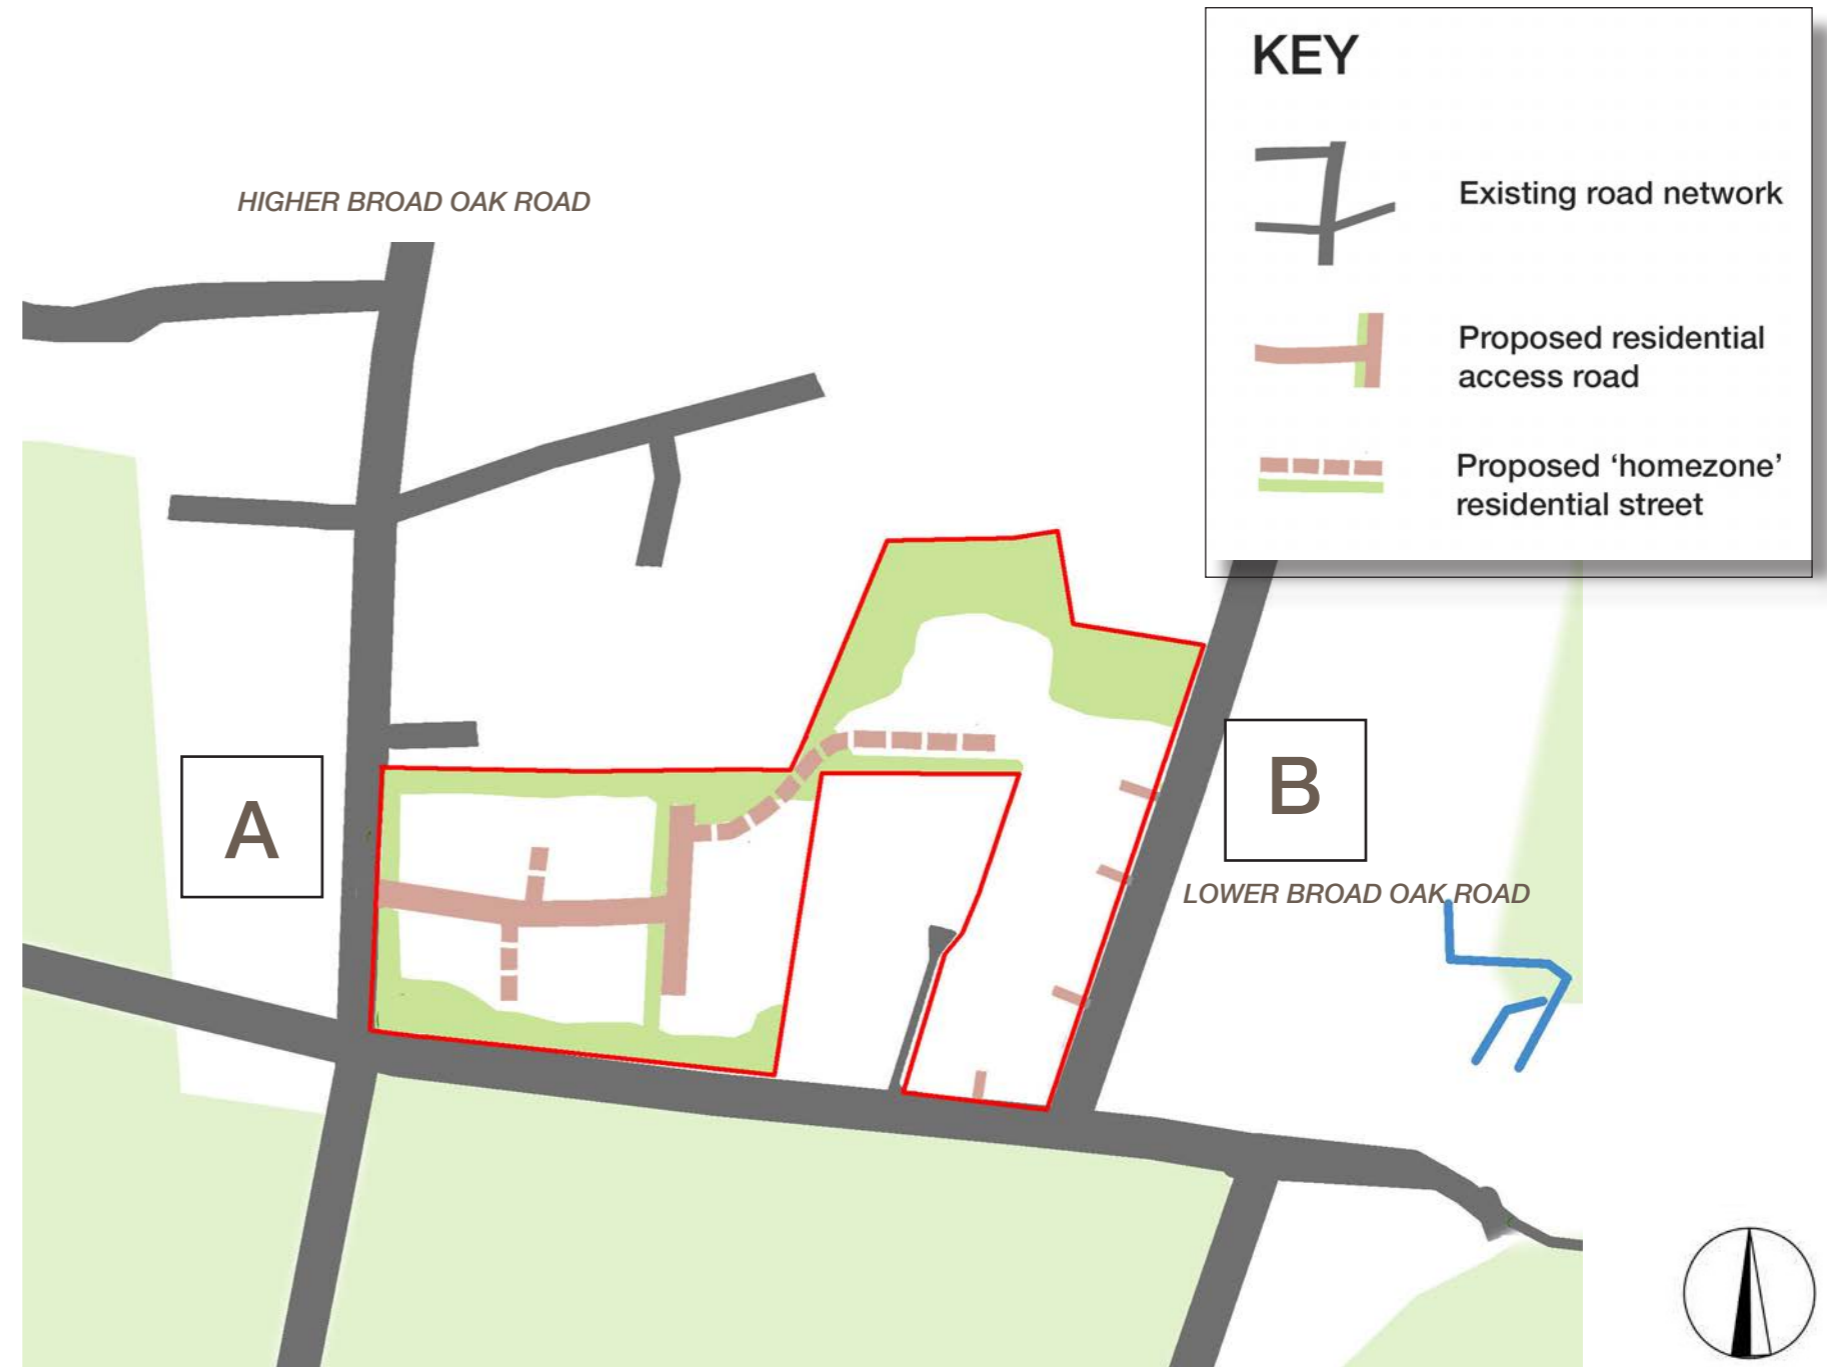 KEY
Existing road network
Proposed residential
access road
Proposed ‘homezone’
residential street
HIGHER BROAD OAK ROAD
A
B
LOWER BROAD OAK ROAD